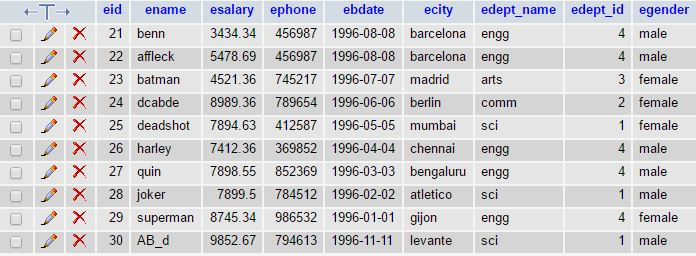 eid ename esalary ephone ebdate ecity edept_name edept_id egender
21 benn 3434.34 456987 1996-08-08 barcelona engg 4 male
22 affleck 5478.69 456987 1996-08-08 barcelona engg 4 male
23 batman 4521.36 745217 1996-07-07 madrid arts 3 female
24 dcabde 8989.36 789654 1996-06-06 berlin comm 2 female
25 deadshot 7894.63 412587 1996-05-05 mumbai sci 1 female
26 harley 7412.36 369852 1996-04-04 chennai engg 4 male
27 quin 7898.55 852369 1996-03-03 bengaluru engg 4 male
28 joker 7899.5 784512 1996-02-02 atletico sci 1 male
29 superman 8745.34 986532 1996-01-01 gijon engg 4 female
30 AB_d 9852.67 794613 1996-11-11 levante sci 1 male